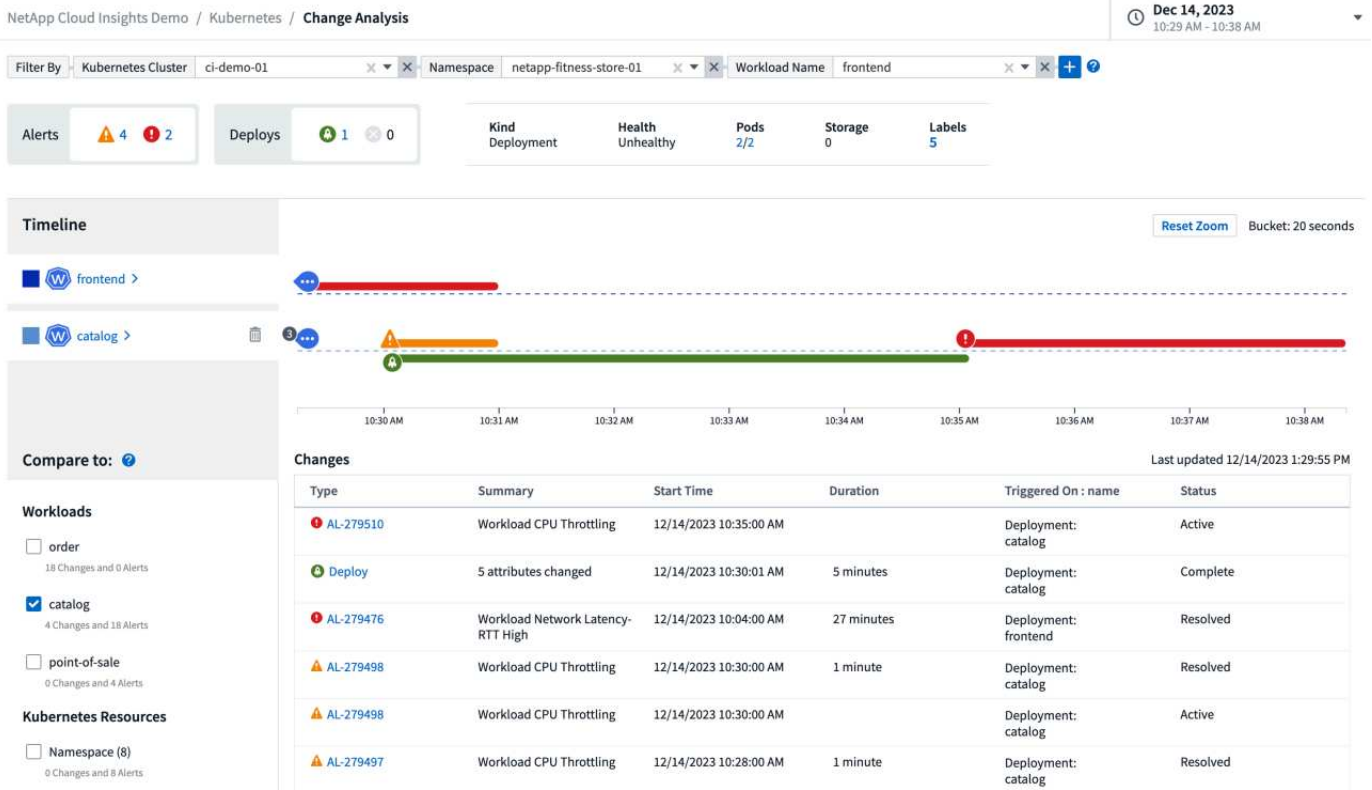 NetApp Cloud Insights Demo / Kubernetes / Change Analysis
Dec 14, 2023
10:29 AM - 10:38 AM
Filter By Kubernetes Cluster ci-demo-01 Namespace netapp-fitness-store-01 Workload Name frontend
Alerts 4 2 Deploys 1 0
Kind Health Pods Storage Labels
Deployment Unhealthy 2/2 0 5
Timeline
Reset Zoom Bucket: 20 seconds
W frontend >
W catalog >
3
10:30 AM 10:31 AM 10:32 AM 10:33 AM 10:34 AM 10:35 AM 10:36 AM 10:37 AM 10:38 AM
Compare to: ?
Workloads
order
18 Changes and 0 Alerts
catalog
4 Changes and 18 Alerts
point-of-sale
0 Changes and 4 Alerts
Kubernetes Resources
Namespace (8)
0 Changes and 8 Alerts
Changes
Last updated 12/14/2023 1:29:55 PM
Type Summary Start Time Duration Triggered On : name Status
AL-279510 Workload CPU Throttling 12/14/2023 10:35:00 AM Deployment: Active
catalog
Deploy 5 attributes changed 12/14/2023 10:30:01 AM 5 minutes Deployment: Complete
catalog
AL-279476 Workload Network Latency- 12/14/2023 10:04:00 AM 27 minutes Deployment: Resolved
RTT High frontend
AL-279498 Workload CPU Throttling 12/14/2023 10:30:00 AM 1 minute Deployment: Resolved
catalog
AL-279498 Workload CPU Throttling 12/14/2023 10:30:00 AM Deployment: Active
catalog
AL-279497 Workload CPU Throttling 12/14/2023 10:28:00 AM 1 minute Deployment: Resolved
catalog